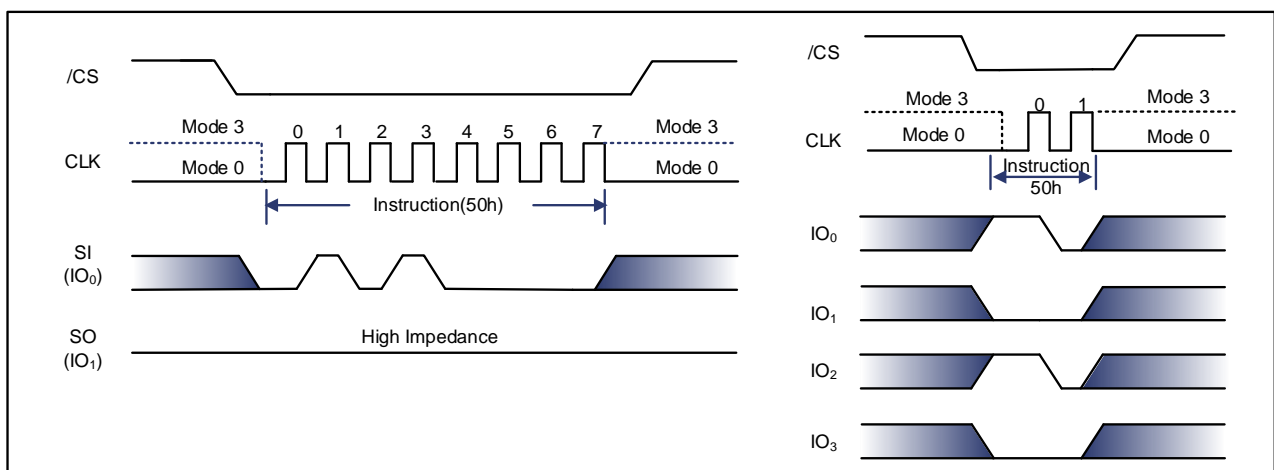 /CS
Mode 3 0 1 2 3 4 5 6 7 Mode 3
CLK
Mode 0 Mode 0
Instruction(50h)
SI
(IO0)
High Impedance
SO
(IO1)
/CS
Mode 3 0 1 Mode 3
CLK
Mode 0 Mode 0
Instruction
50h
IO0
IO1
IO2
IO3